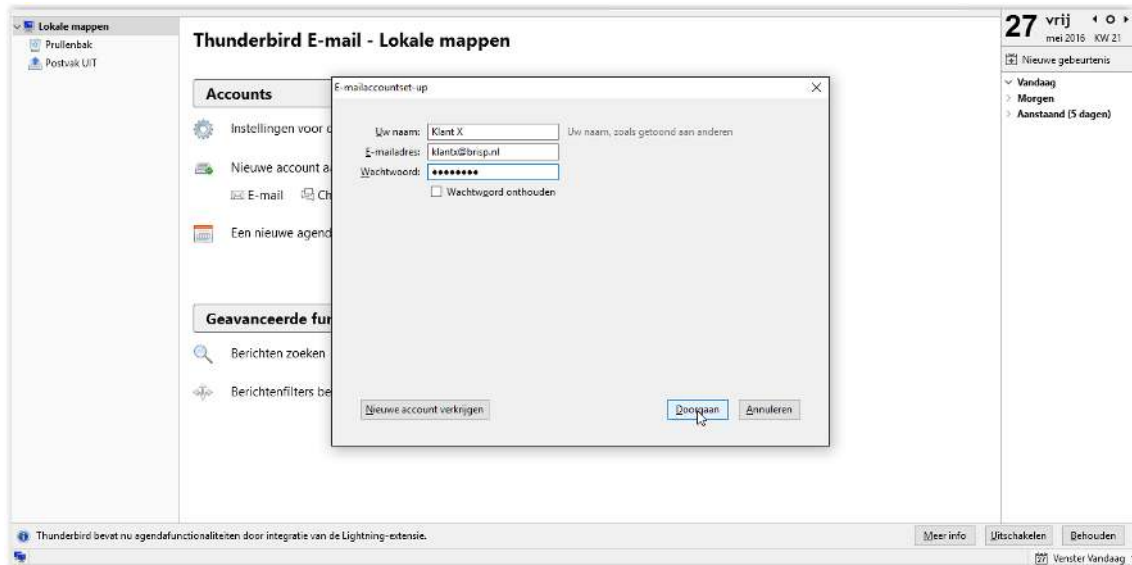 Lokale mappen
Prullenbak
Postvak UIT
Thunderbird E-mail - Lokale mappen
Accounts
Instellingen voor
Nieuwe account
E-mail
Een nieuwe agend
Geavanceerde fu
Berichten zoeken
Berichtenfilters be
E-mailaccountset-up
Uw naam: Klant X Uw naam, zoals getoond aan anderen
E-mailadres: klantx@brisp.nl
Wachtwoord: ••••••••
Wachtwoord onthouden
Nieuwe account verkrijgen
Doorgaan Annuleren
27 vrij
mei 2016 KW 21
Nieuwe gebeurtenis
Vandaag
Morgen
Aanstaand (5 dagen)
Thunderbird bevat nu agendafunctionaliteiten door integratie van de Lightning-extensie.
Meer info Uitschakelen Behouden
Venster Vandaag